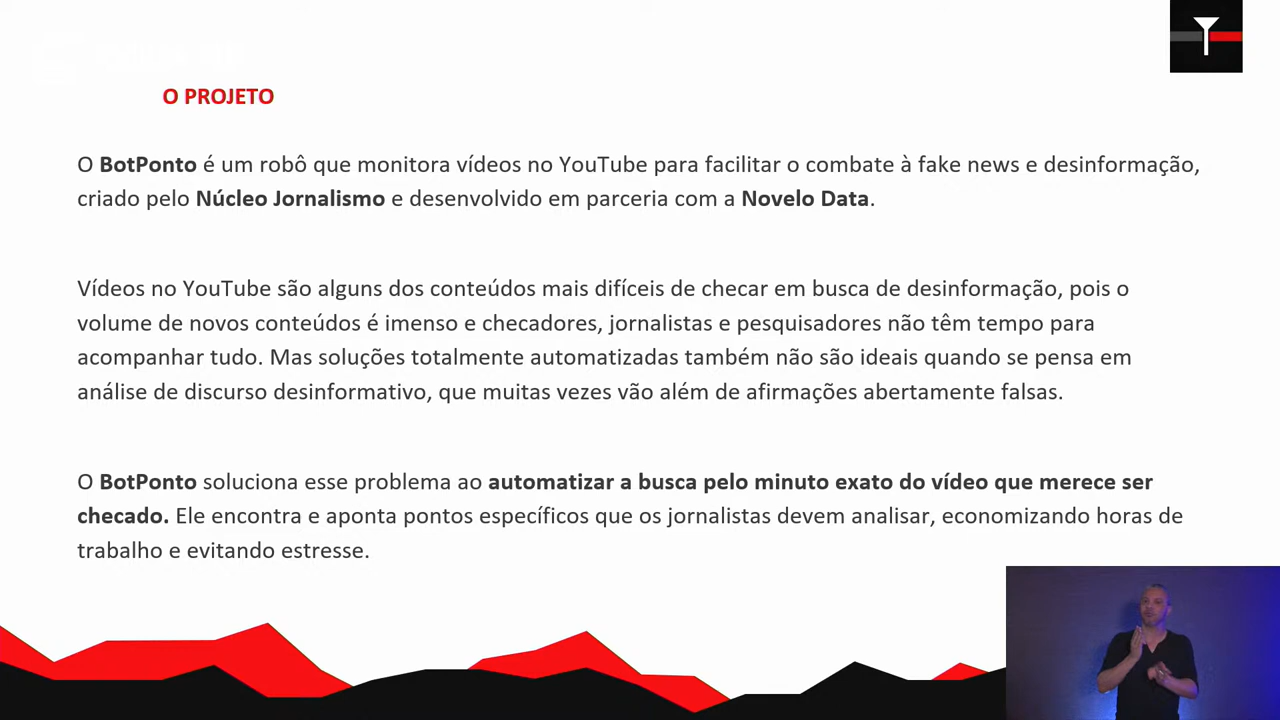 O PROJETO
O BotPonto é um robô que monitora vídeos no YouTube para facilitar o combate à fake news e desinformação,
criado pelo Núcleo Jornalismo e desenvolvido em parceria com a Novelo Data.
Vídeos no YouTube são alguns dos conteúdos mais difíceis de checar em busca de desinformação, pois o
volume de novos conteúdos é imenso e checadores, jornalistas e pesquisadores não têm tempo para
acompanhar tudo. Mas soluções totalmente automatizadas também não são ideais quando se pensa em
análise de discurso desinformativo, que muitas vezes vão além de afirmações abertamente falsas.
O BotPonto soluciona esse problema ao automatizar a busca pelo minuto exato do vídeo que merece ser
checado. Ele encontra e aponta pontos específicos que os jornalistas devem analisar, economizando horas de
trabalho e evitando estresse.